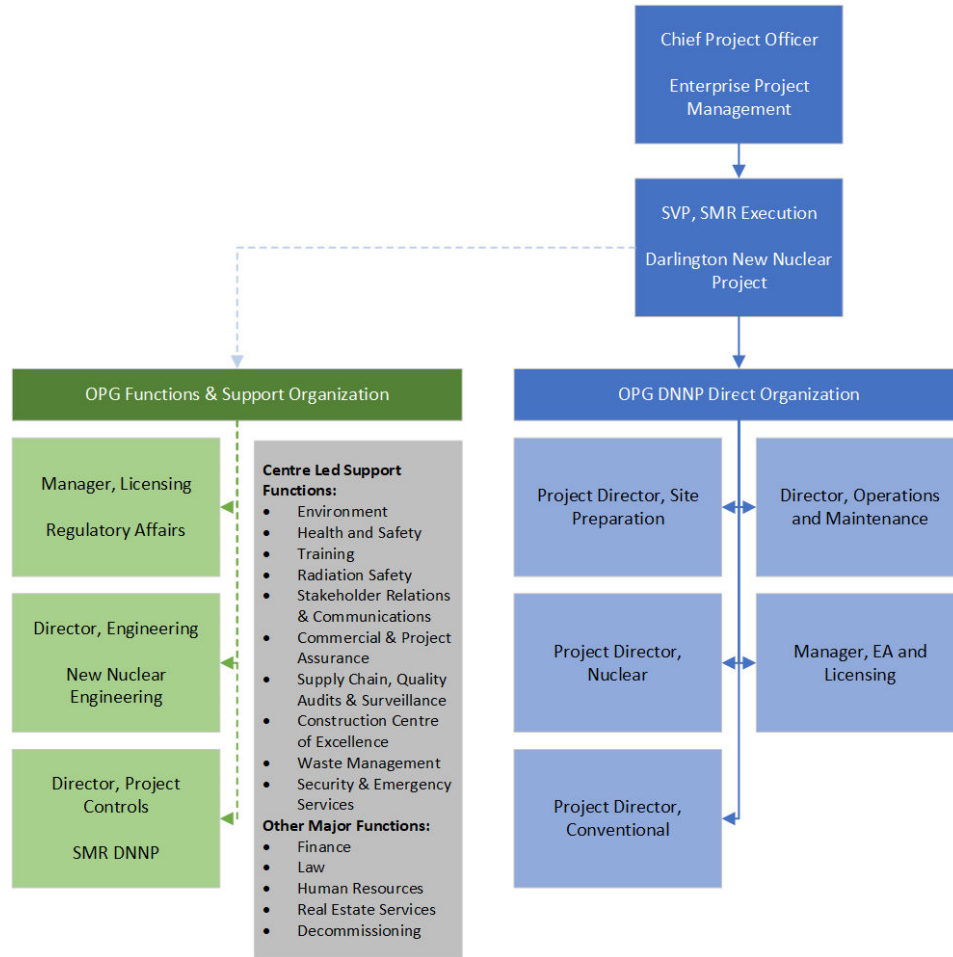 Chief Project Officer
Enterprise Project
Management
SVP, SMR Execution
Darlington New Nuclear
Project
OPG Functions & Support Organization
Manager, Licensing
Regulatory Affairs
Director, Engineering
New Nuclear
Engineering
Director, Project
Controls
SMR DNNP
Centre Led Support
Functions:
• Environment
• Health and Safety
• Training
• Radiation Safety
• Stakeholder Relations
& Communications
• Commercial & Project
Assurance
• Supply Chain, Quality
Audits & Surveillance
• Construction Centre
of Excellence
• Waste Management
• Security & Emergency
Services
Other Major Functions:
• Finance
• Law
• Human Resources
• Real Estate Services
• Decommissioning
OPG DNNP Direct Organization
Project Director, Site
Preparation
Director, Operations
and Maintenance
Project Director,
Nuclear
Manager, EA and
Licensing
Project Director,
Conventional